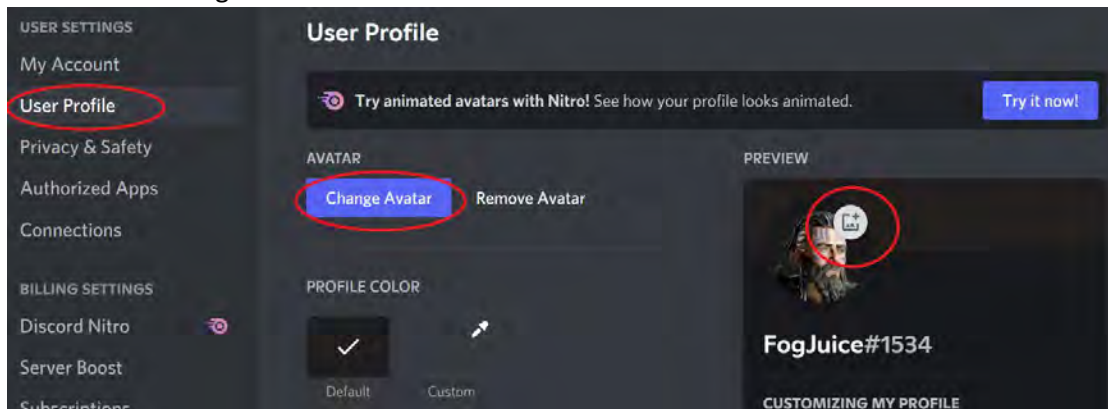 USER SETTINGS
My Account
User Profile
Privacy & Safety
Authorized Apps
Connections
BILLING SETTINGS
Discord Nitro
Server Boost
Subscriptions
User Profile
Try animated avatars with Nitro! See how your profile looks animated.
Try it now!
AVATAR
Change Avatar
Remove Avatar
PROFILE COLOR
Default
Custom
PREVIEW
FogJuice#1534
CUSTOMIZING MY PROFILE